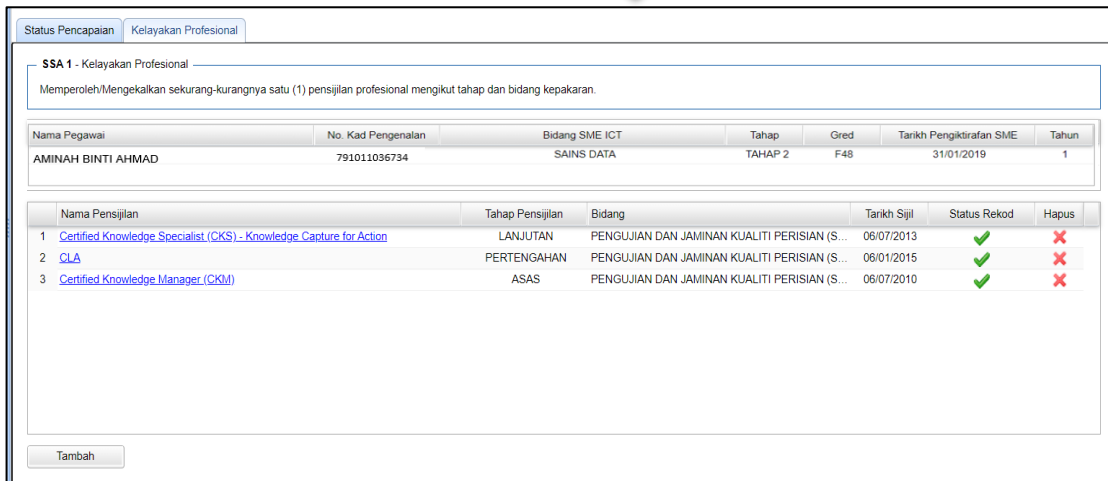 Status Pencapaian Kelayakan Profesional
SSA 1 - Kelayakan Profesional
Memperoleh/Mengekalkan sekurang-kurangnya satu (1) pensijilan profesional mengikut tahap dan bidang kepakaran.
Nama Pegawai No. Kad Pengenalan Bidang SME ICT Tahap Gred Tarikh Pengiktirafan SME Tahun
AMINAH BINTI AHMAD 791011036734 SAINS DATA TAHAP 2 F48 31/01/2019 1
Nama Pensijilan Tahap Pensijilan Bidang Tarikh Sijil Status Rekod Hapus
1 Certified Knowledge Specialist (CKS) - Knowledge Capture for Action LANJUTAN PENGUJIAN DAN JAMINAN KUALITI PERISIAN (S... 06/07/2013
2 CLA PERTENGAHAN PENGUJIAN DAN JAMINAN KUALITI PERISIAN (S... 06/01/2015
3 Certified Knowledge Manager (CKM) ASAS PENGUJIAN DAN JAMINAN KUALITI PERISIAN (S... 06/07/2010
Tambah